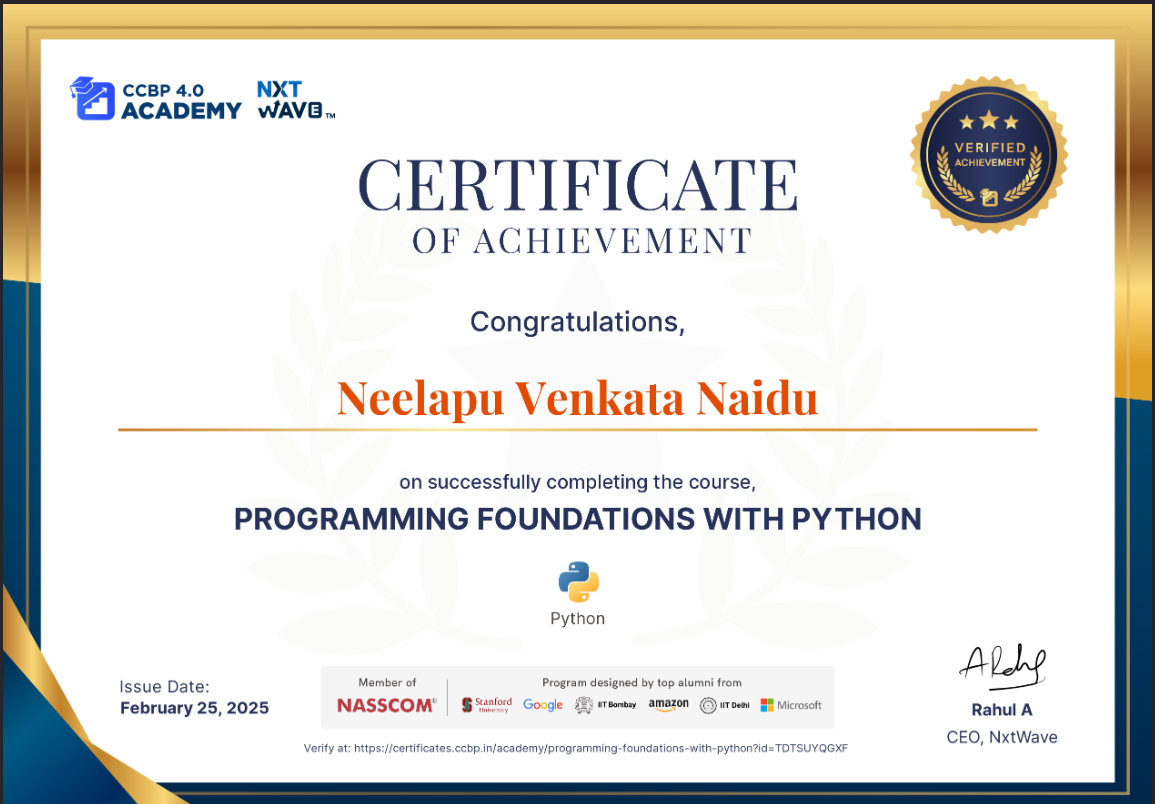 CCBP 4.0
ACADEMY
NXT
WAVE™
VERIFIED
ACHIEVEMENT
CERTIFICATE
OF ACHIEVEMENT
Congratulations,
Neelapu Venkata Naidu
on successfully completing the course,
PROGRAMMING FOUNDATIONS WITH PYTHON
Python
Issue Date:
February 25, 2025
Member of
NASSCOM®
Program designed by top alumni from
Stanford
University
Google
IIT Bombay
amazon
IIT Delhi
Microsoft
Verify at: https://certificates.ccbp.in/academy/programming-foundations-with-python?id=TDTSUYQGXF
Rahul A
CEO, NxtWave